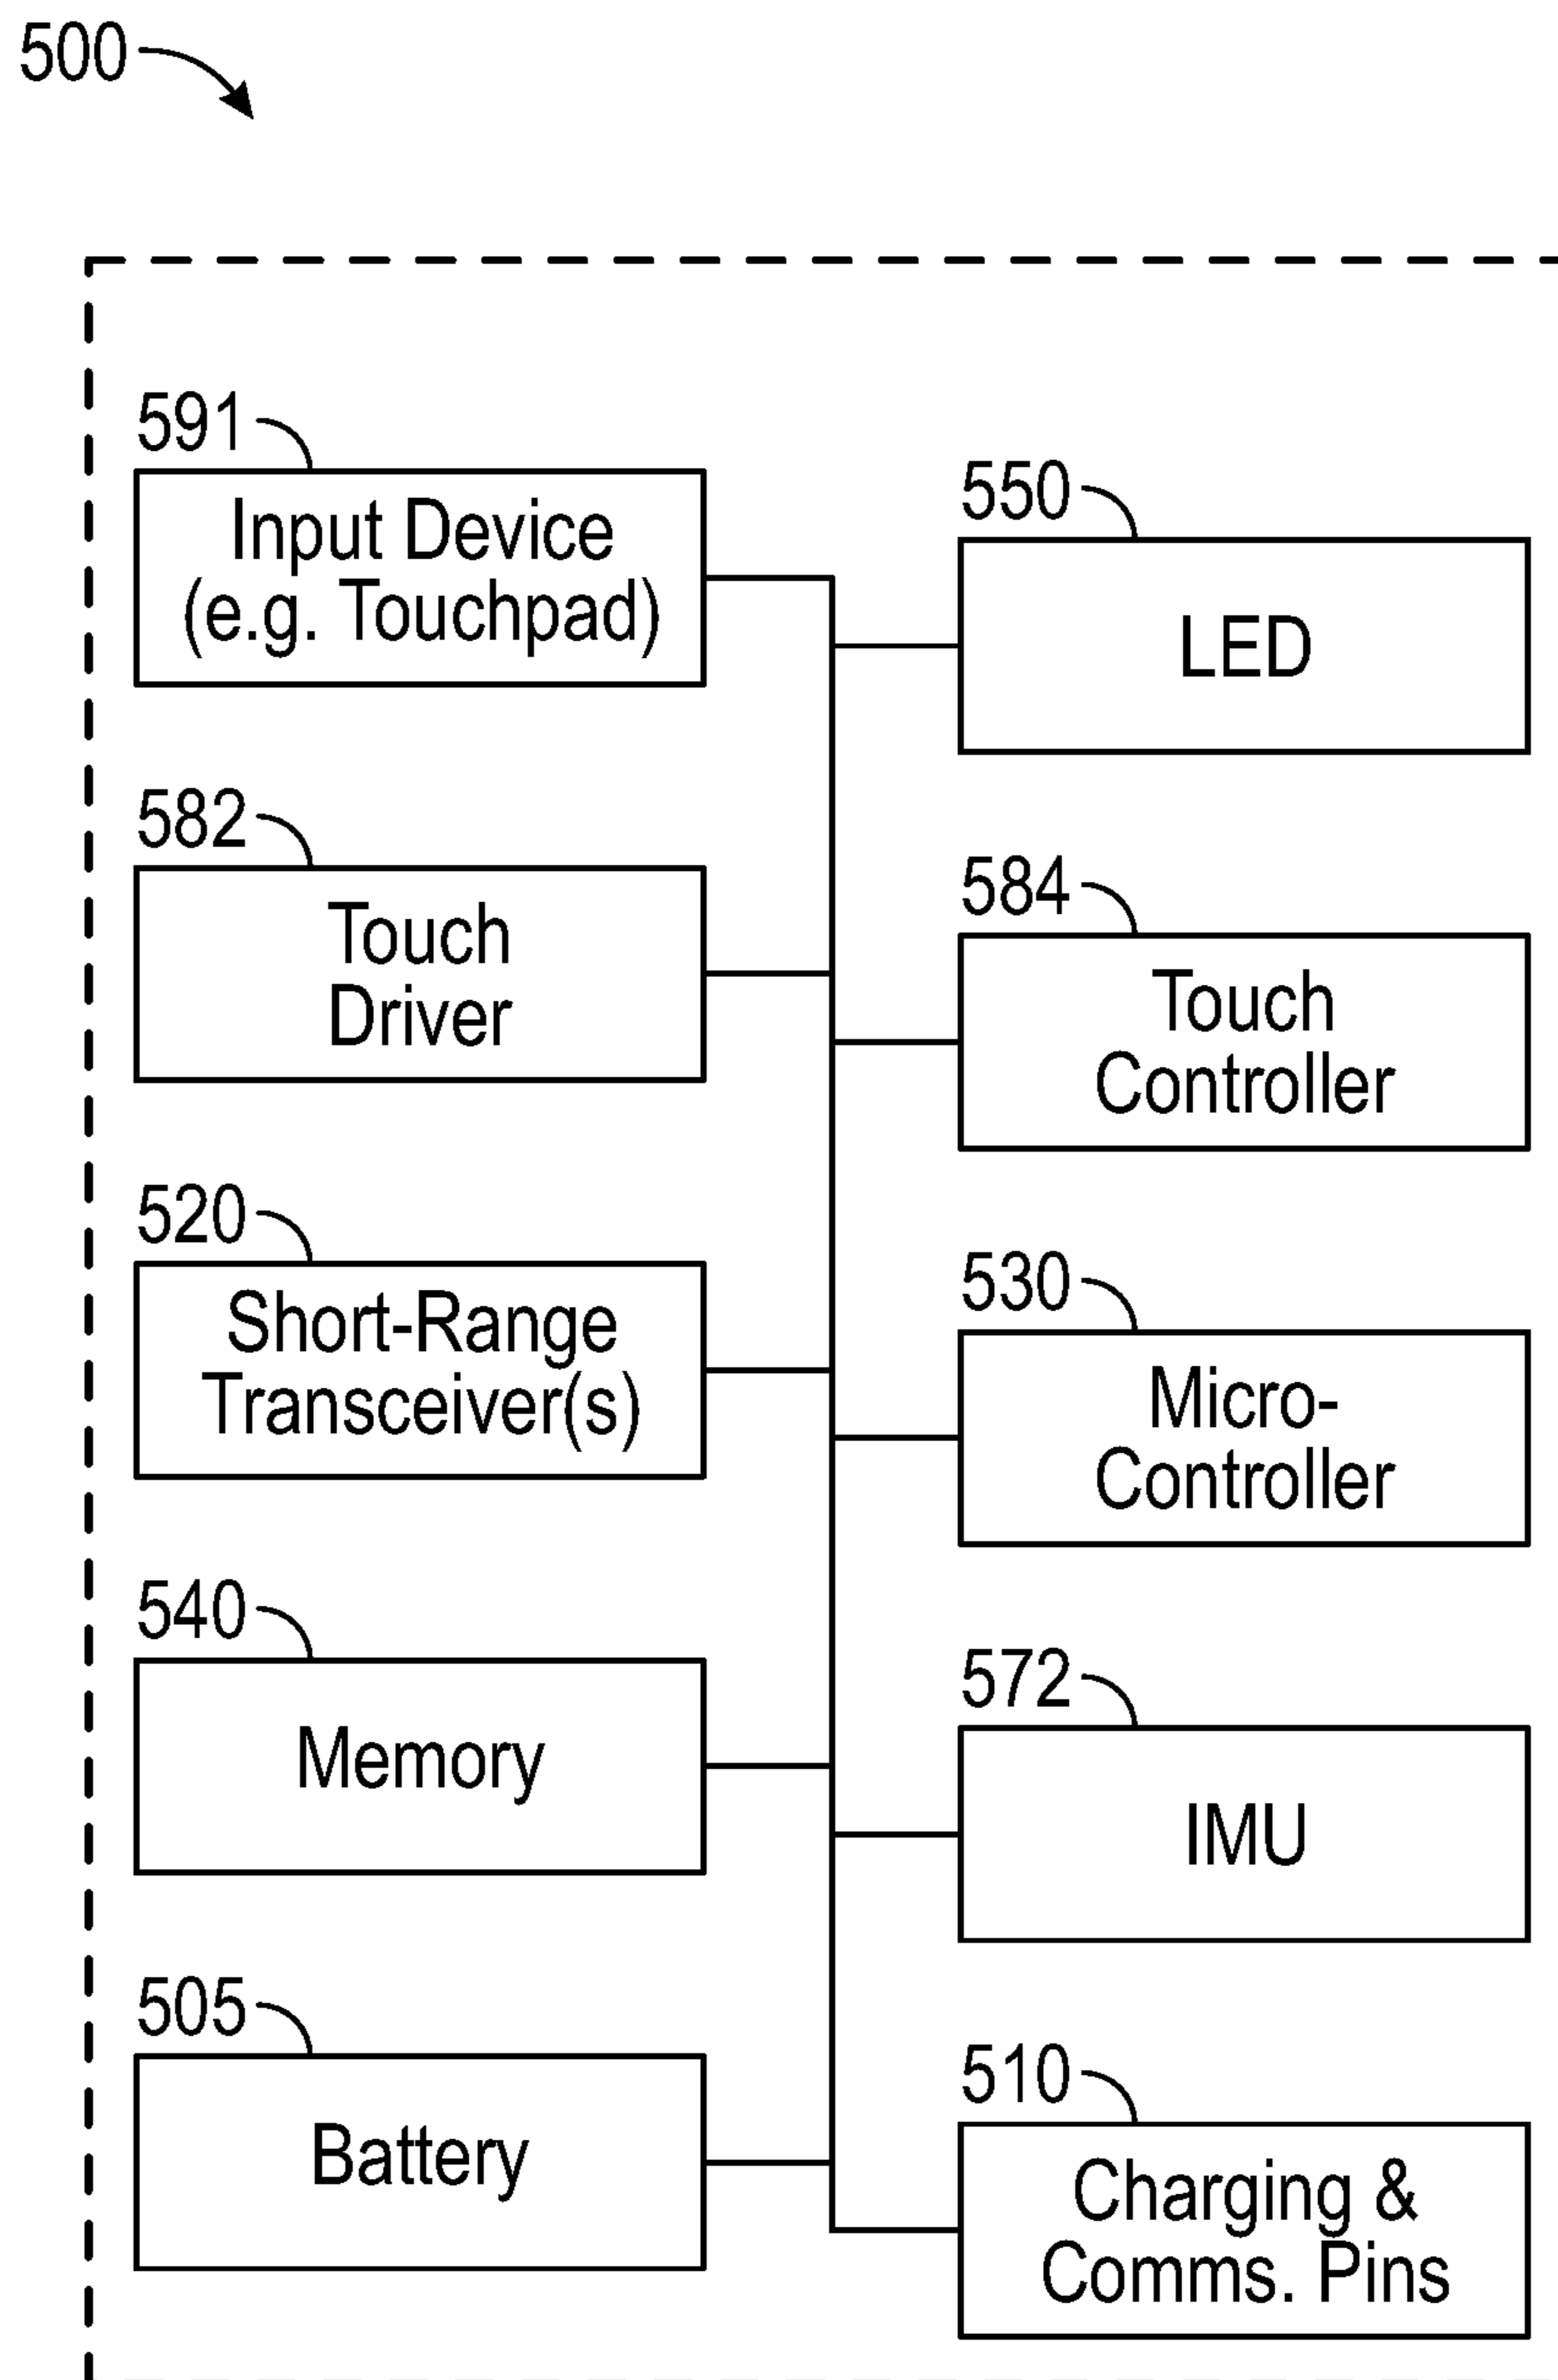 500
591
Input Device
(e.g. Touchpad)
550
LED
582
Touch
Driver
584
Touch
Controller
520
Short-Range
Transceiver(s)
530
Micro-
Controller
540
Memory
572
IMU
505
Battery
510
Charging &
Comms. Pins